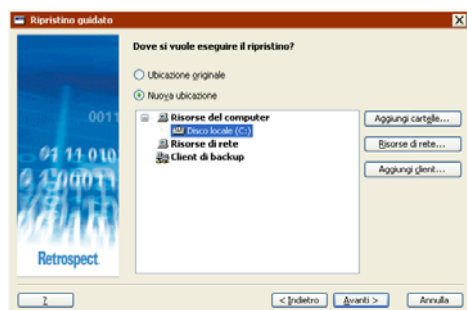 Ripristino guidato
Dove si vuole eseguire il ripristino?
Ubicazione originale
Nuova ubicazione
Risorse del computer
Disco locale (C:)
Risorse di rete
Client di backup
Aggiungi cartelle...
Risorse di rete...
Aggiungi client...
Retrospect
?
< Indietro
Avanti >
Annulla